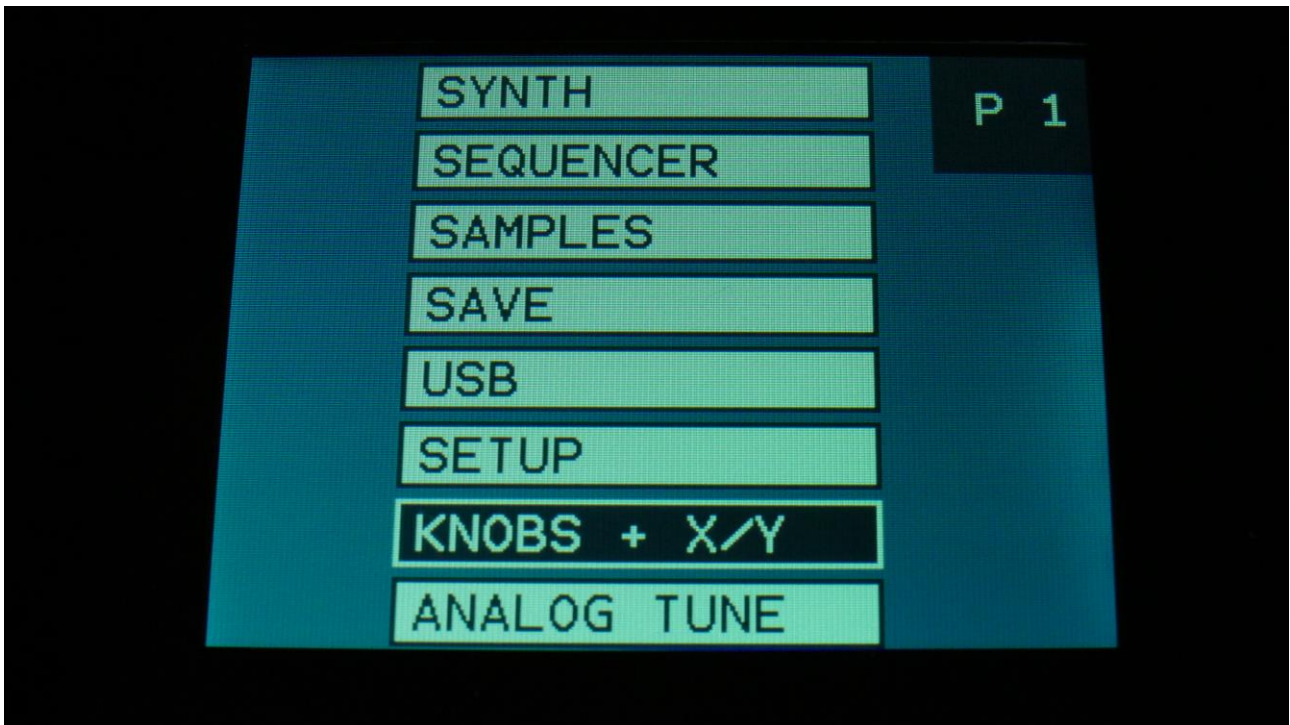 SYNTH
P 1
SEQUENCER
SAMPLES
SAVE
USB
SETUP
KNOBS + X/Y
ANALOG TUNE